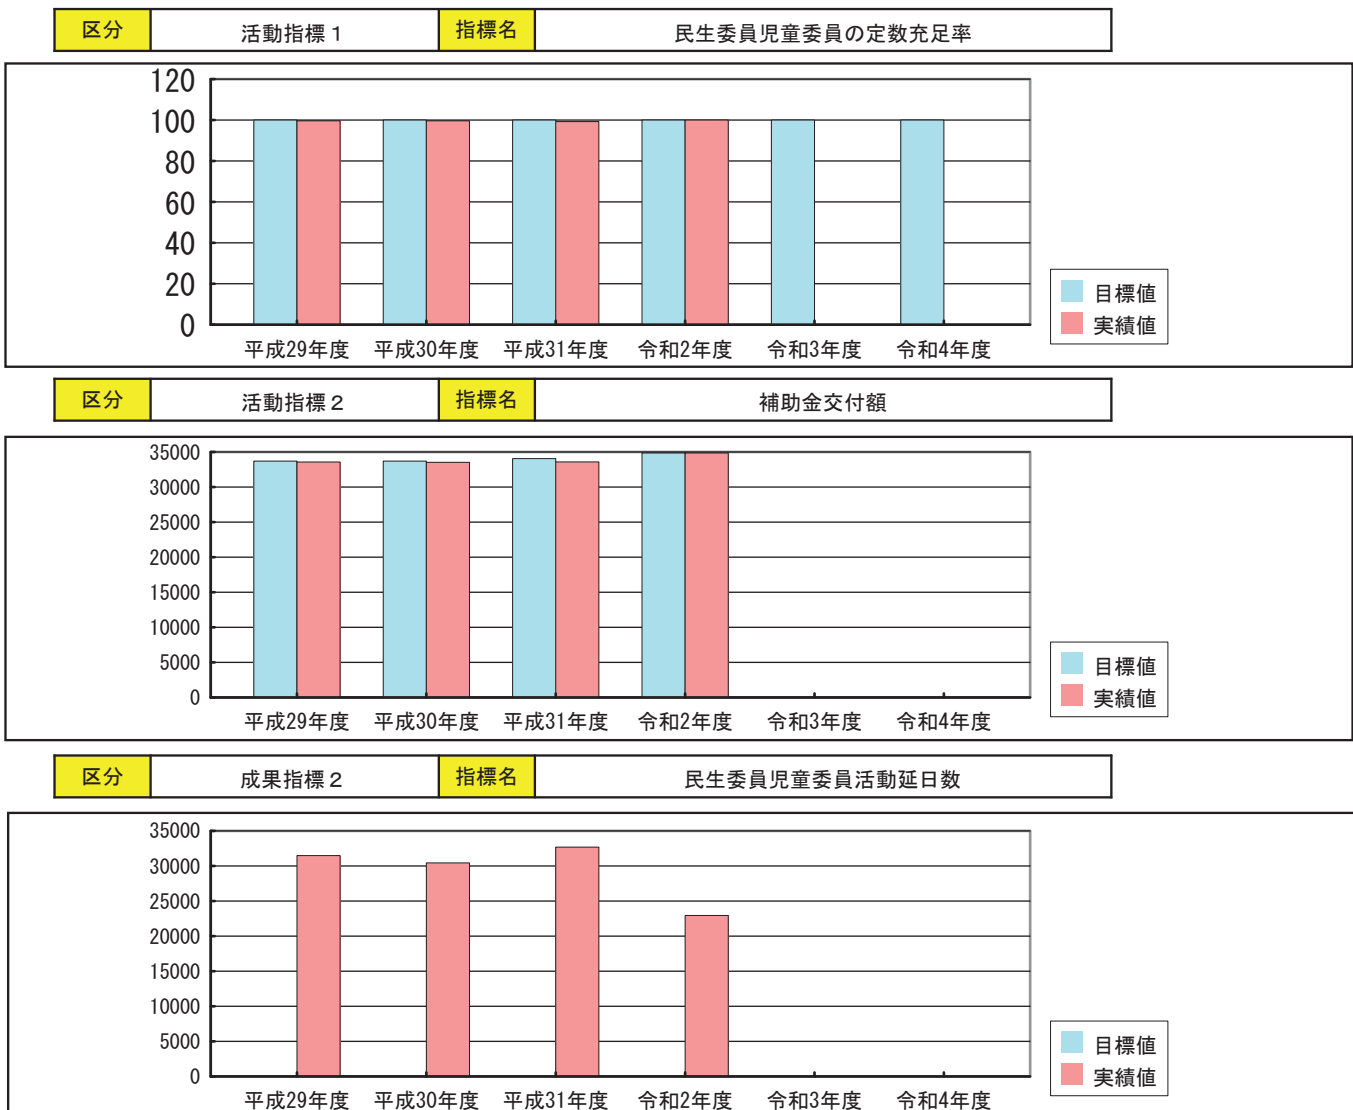 区分 活動指標1 指標名 民生委員児童委員の定数充足率
120
100
80
60
40
20
0
平成29年度 平成30年度 平成31年度 令和2年度 令和3年度 令和4年度
目標値
実績値
区分 活動指標2 指標名 補助金交付額
35000
30000
25000
20000
15000
10000
5000
0
平成29年度 平成30年度 平成31年度 令和2年度 令和3年度 令和4年度
目標値
実績値
区分 成果指標2 指標名 民生委員児童委員活動延日数
35000
30000
25000
20000
15000
10000
5000
0
平成29年度 平成30年度 平成31年度 令和2年度 令和3年度 令和4年度
目標値
実績値